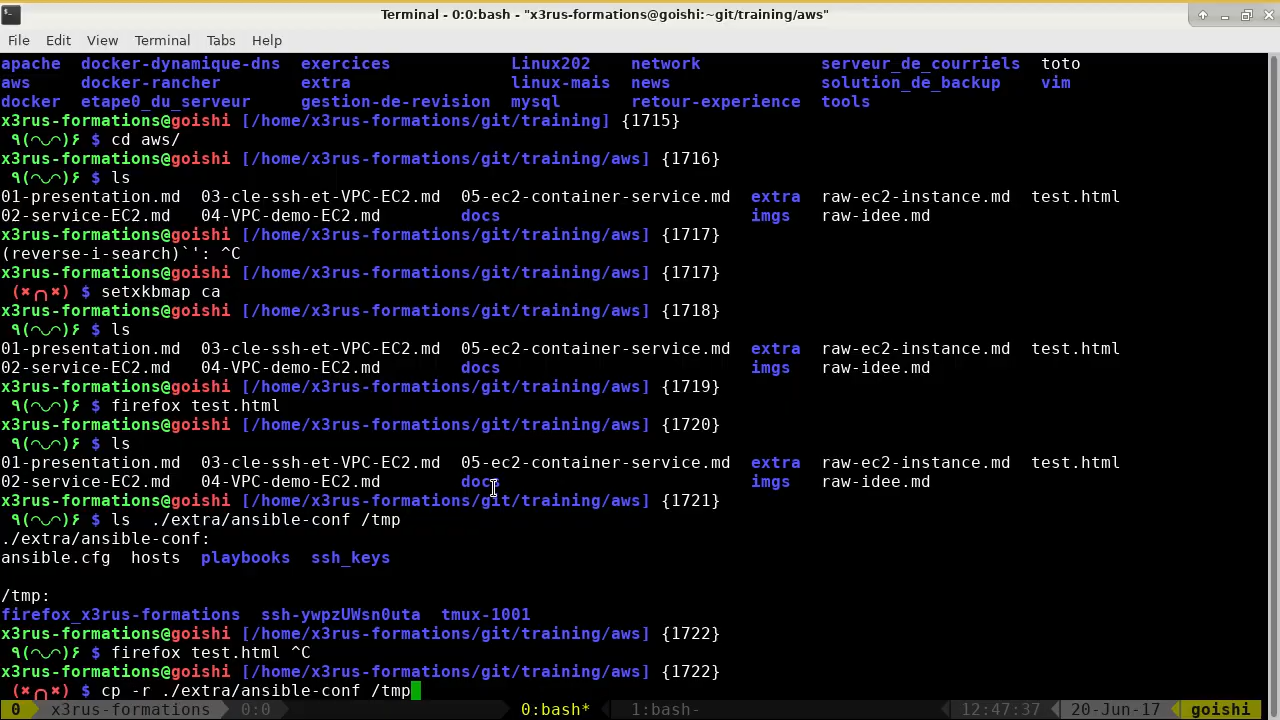 Terminal - 0:0:bash - "x3rus-formations@goishi:~git/training/aws"
File Edit View Terminal Tabs Help
apache docker-dynamique-dns exercices Linux202 network serveur_de_courriels toto
aws docker-rancher extra linux-mais news solution_de_backup vim
docker etape0_du_serveur gestion-de-revision mysql retour-experience tools
x3rus-formations@goishi [/home/x3rus-formations/git/training] {1715}
٩(◠‿◠)۶ $ cd aws/
x3rus-formations@goishi [/home/x3rus-formations/git/training/aws] {1716}
٩(◠‿◠)۶ $ ls
01-presentation.md 03-cle-ssh-et-VPC-EC2.md 05-ec2-container-service.md extra raw-ec2-instance.md test.html
02-service-EC2.md 04-VPC-demo-EC2.md docs imgs raw-idee.md
x3rus-formations@goishi [/home/x3rus-formations/git/training/aws] {1717}
(reverse-i-search)`': ^C
x3rus-formations@goishi [/home/x3rus-formations/git/training/aws] {1717}
(✖╭╮✖) $ setxkbmap ca
x3rus-formations@goishi [/home/x3rus-formations/git/training/aws] {1718}
٩(◠‿◠)۶ $ ls
01-presentation.md 03-cle-ssh-et-VPC-EC2.md 05-ec2-container-service.md extra raw-ec2-instance.md test.html
02-service-EC2.md 04-VPC-demo-EC2.md docs imgs raw-idee.md
x3rus-formations@goishi [/home/x3rus-formations/git/training/aws] {1719}
٩(◠‿◠)۶ $ firefox test.html
x3rus-formations@goishi [/home/x3rus-formations/git/training/aws] {1720}
٩(◠‿◠)۶ $ ls
01-presentation.md 03-cle-ssh-et-VPC-EC2.md 05-ec2-container-service.md extra raw-ec2-instance.md test.html
02-service-EC2.md 04-VPC-demo-EC2.md docs imgs raw-idee.md
x3rus-formations@goishi [/home/x3rus-formations/git/training/aws] {1721}
٩(◠‿◠)۶ $ ls ./extra/ansible-conf /tmp
./extra/ansible-conf:
ansible.cfg hosts playbooks ssh_keys
/tmp:
firefox_x3rus-formations ssh-ywpzUWsn0uta tmux-1001
x3rus-formations@goishi [/home/x3rus-formations/git/training/aws] {1722}
٩(◠‿◠)۶ $ firefox test.html ^C
x3rus-formations@goishi [/home/x3rus-formations/git/training/aws] {1722}
(✖╭╮✖) $ cp -r ./extra/ansible-conf /tmp
0 x3rus-formations 0:0 0:bash* 1:bash- 12:47:37 20-Jun-17 goishi